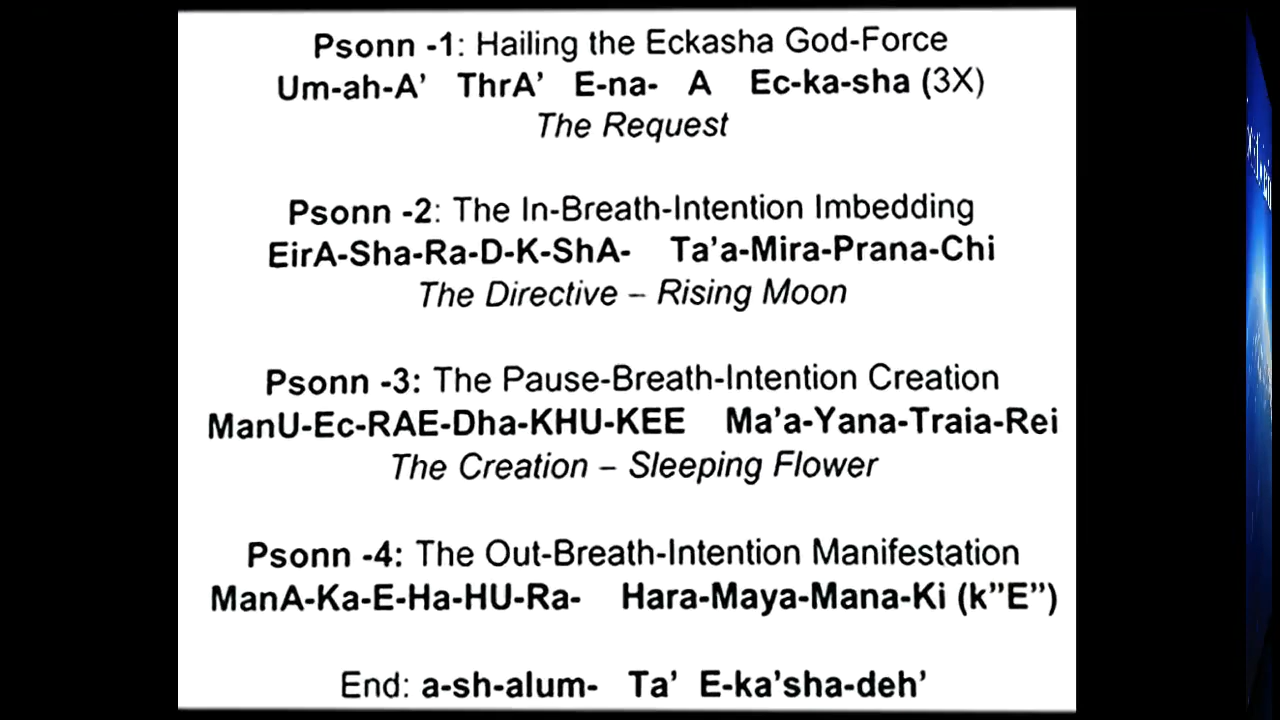 Psonn -1: Hailing the Eckasha God-Force
Um-ah-A’ ThrA’ E-na- A Ec-ka-sha (3X)
The Request
Psonn -2: The In-Breath-Intention Imbedding
EirA-Sha-Ra-D-K-ShA- Ta’a-Mira-Prana-Chi
The Directive – Rising Moon
Psonn -3: The Pause-Breath-Intention Creation
ManU-Ec-RAE-Dha-KHU-KEE Ma’a-Yana-Traia-Rei
The Creation – Sleeping Flower
Psonn -4: The Out-Breath-Intention Manifestation
ManA-Ka-E-Ha-HU-Ra- Hara-Maya-Mana-Ki (k”E”)
End: a-sh-alum- Ta’ E-ka’sha-deh’